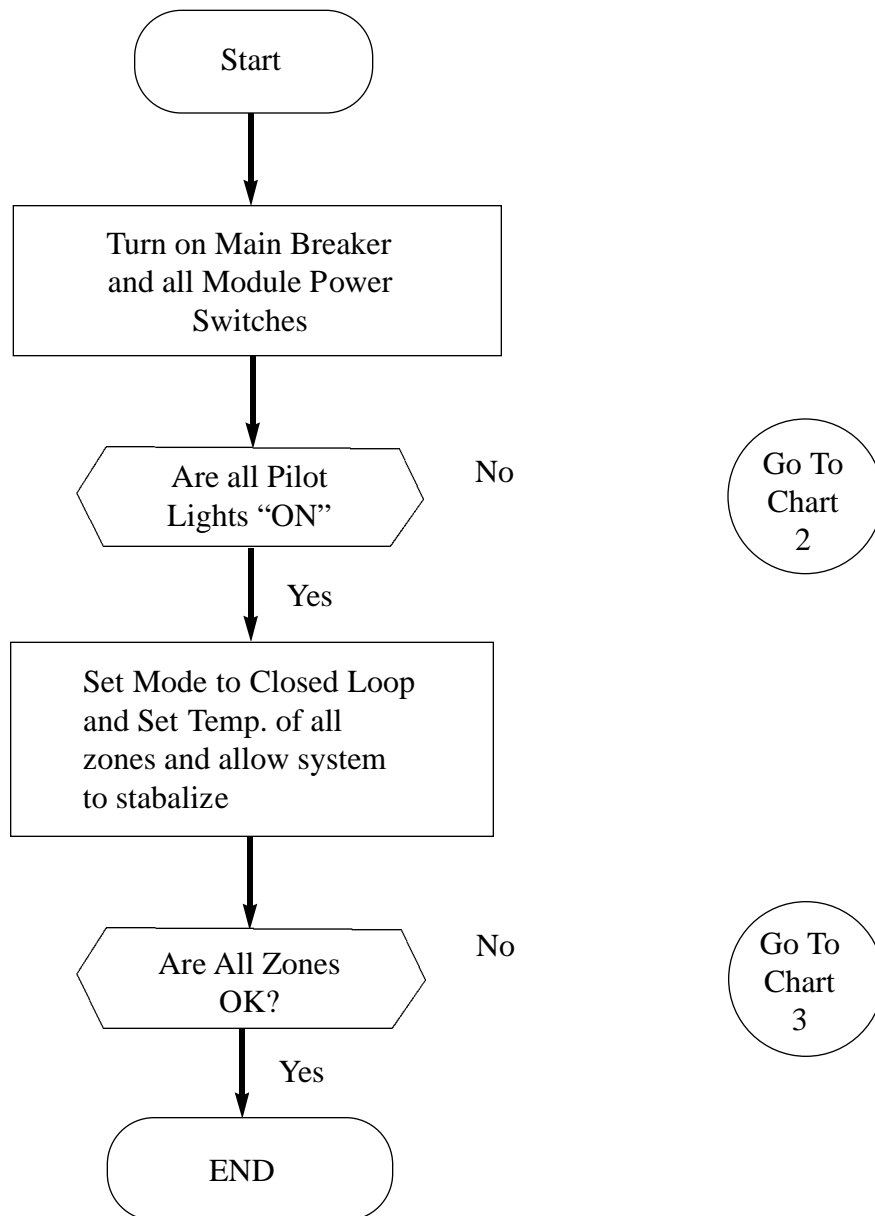 Start
Turn on Main Breaker
and all Module Power
Switches
Are all Pilot
Lights “ON”
No
Go To
Chart
2
Yes
Set Mode to Closed Loop
and Set Temp. of all
zones and allow system
to stabalize
Are All Zones
OK?
No
Go To
Chart
3
Yes
END